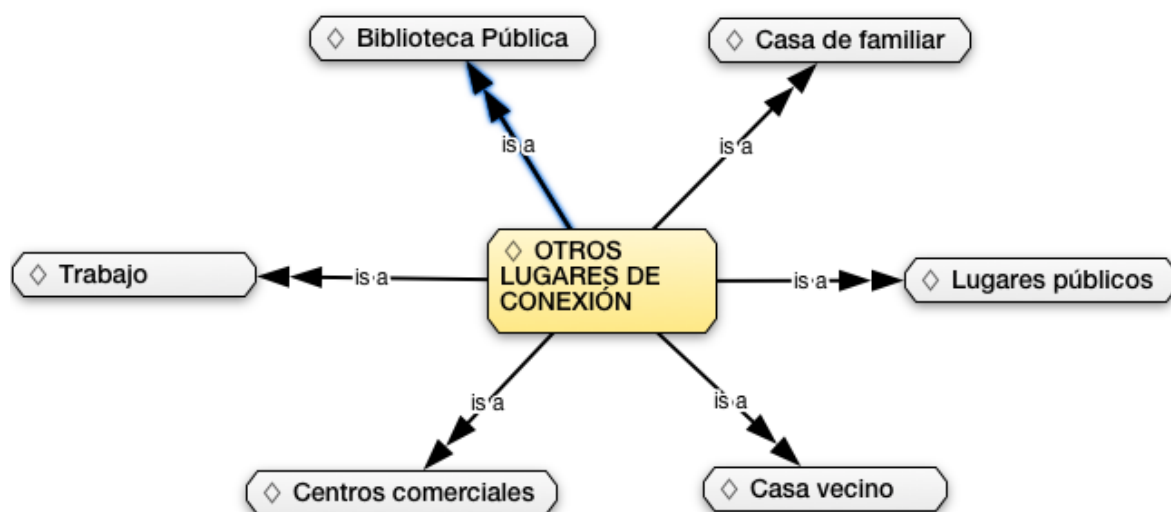 ◇ Biblioteca Pública
◇ Casa de familiar
is a
is a
◇ OTROS
LUGARES DE
CONEXIÓN
◇ Trabajo
is a
is a
◇ Lugares públicos
is a
is a
◇ Centros comerciales
◇ Casa vecino